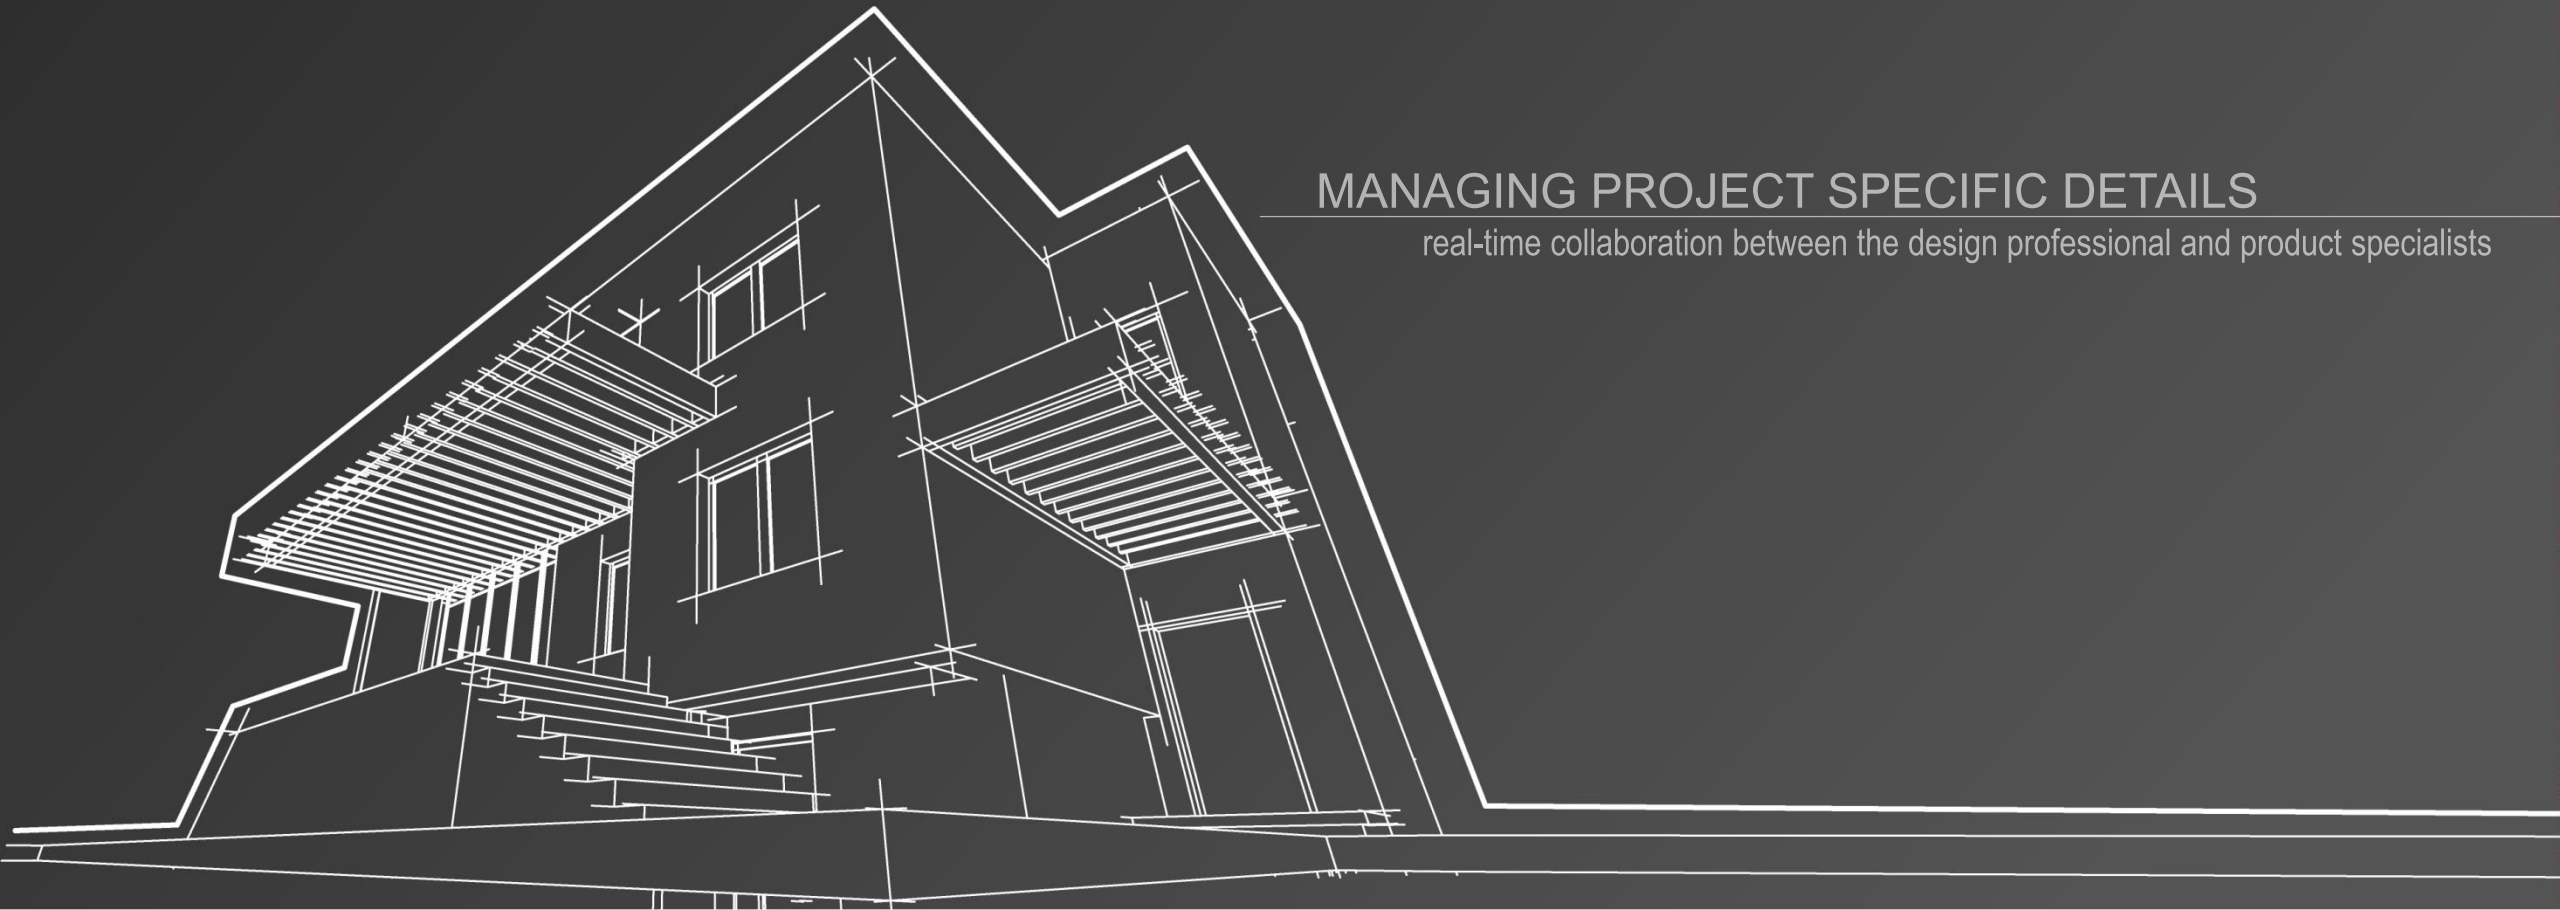 MANAGING PROJECT SPECIFIC DETAILS
real-time collaboration between the design professional and product specialists